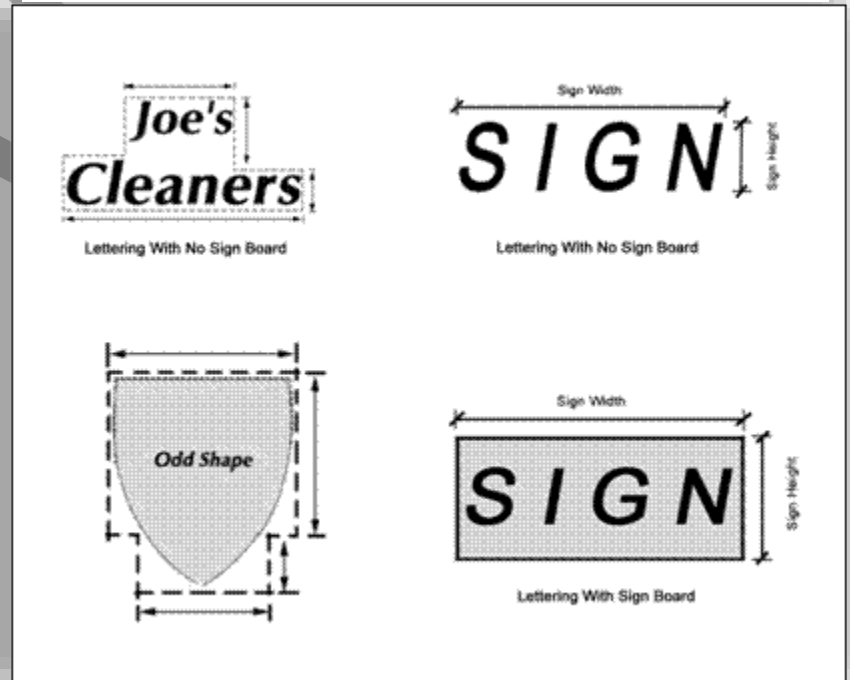 Joe's
Cleaners
Lettering With No Sign Board
Sign Width
SIGN
Sign Height
Lettering With No Sign Board
Odd Shape
Sign Width
SIGN
Sign Height
Lettering With Sign Board